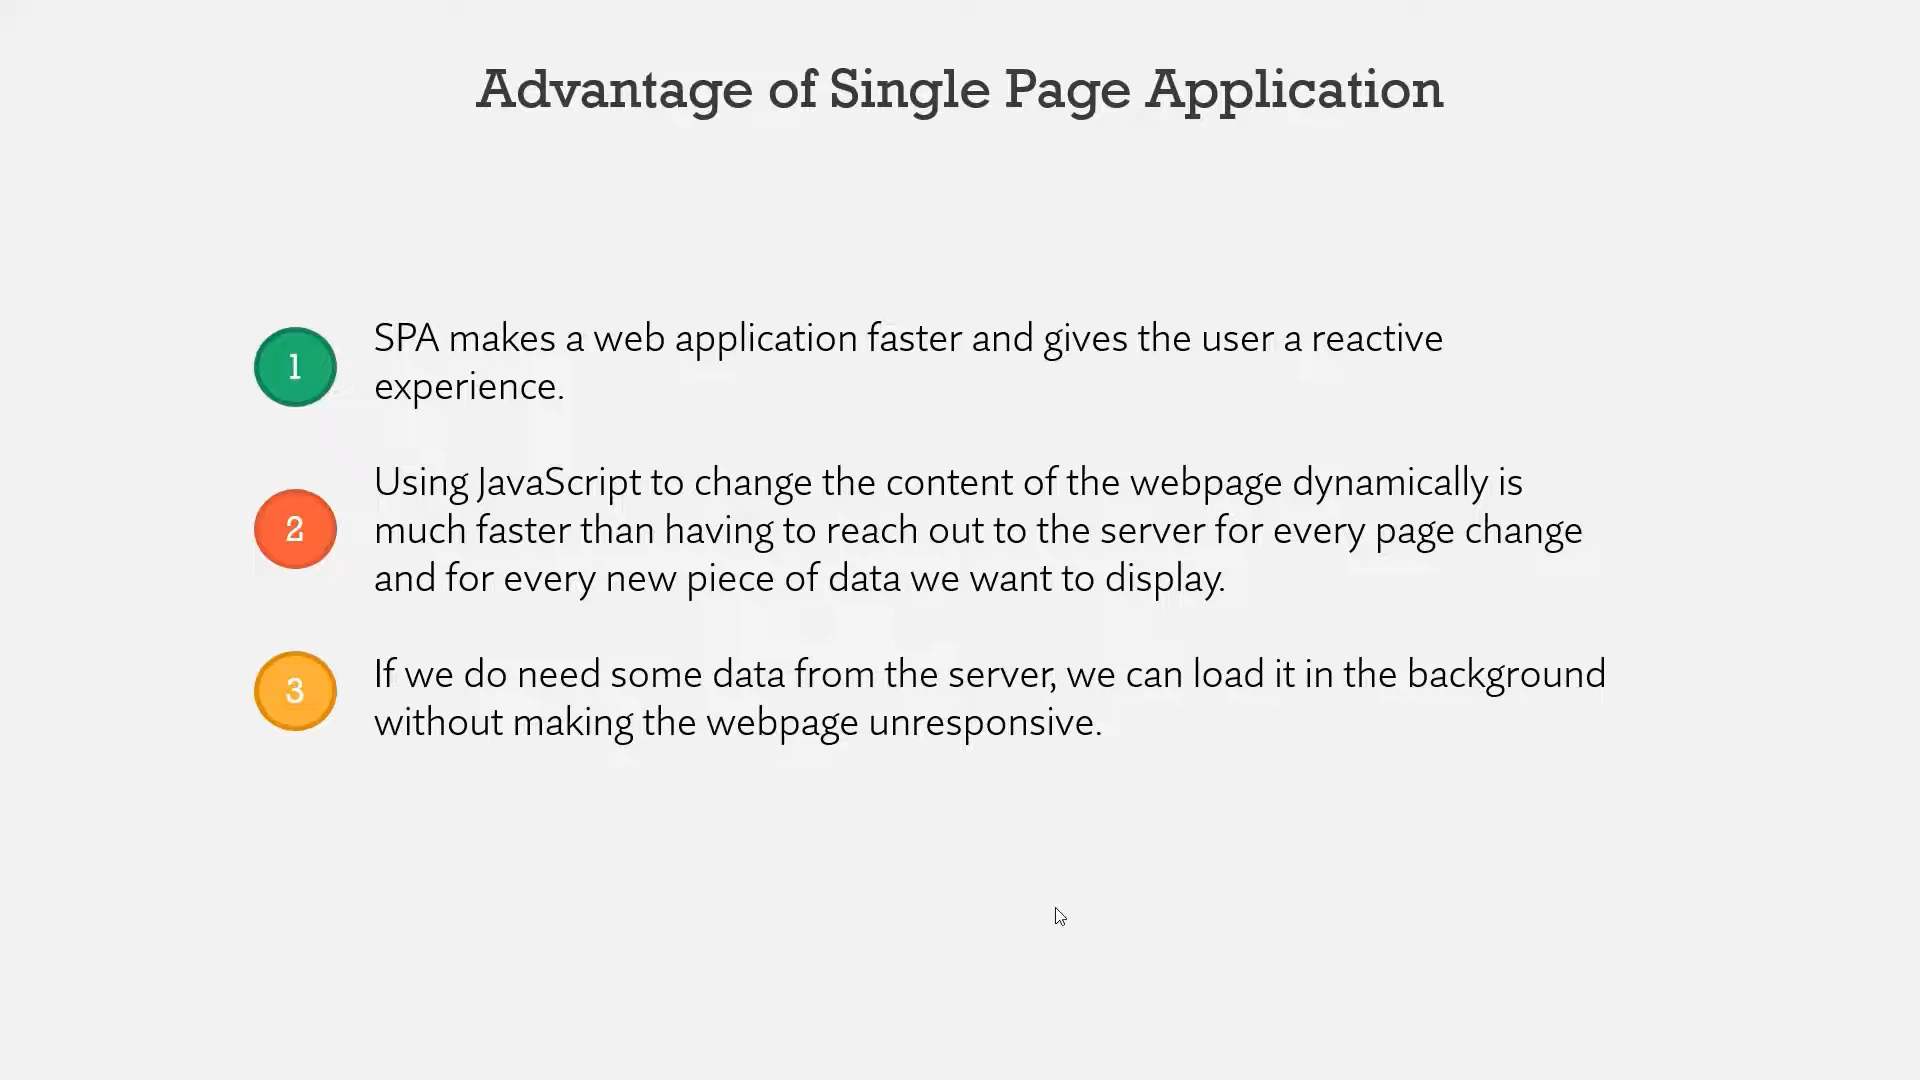 Advantage of Single Page Application
1
SPA makes a web application faster and gives the user a reactive
experience.
2
Using JavaScript to change the content of the webpage dynamically is
much faster than having to reach out to the server for every page change
and for every new piece of data we want to display.
3
If we do need some data from the server, we can load it in the background
without making the webpage unresponsive.